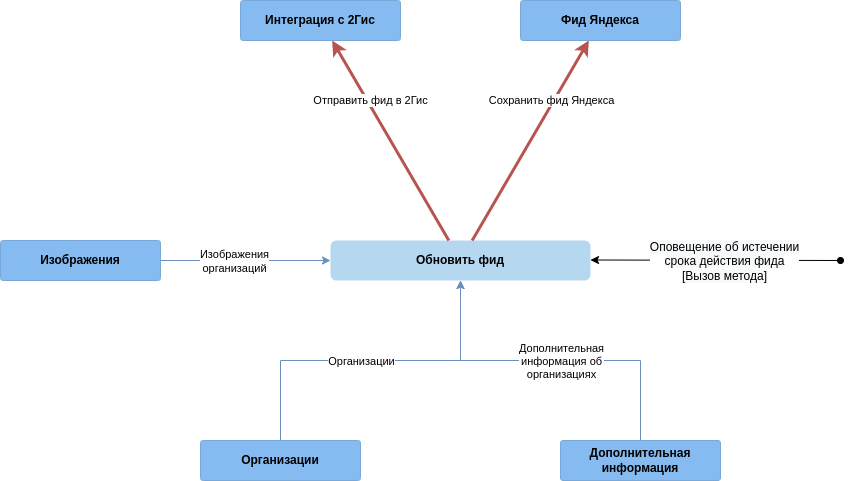 Интеграция с 2Гис
Фид Яндекса
Отправить фид в 2Гис
Сохранить фид Яндекса
Изображения
Изображения
организаций
Обновить фид
Оповещение об истечении
срока действия фида
[Вызов метода]
Организации
Дополнительная
информация об
организациях
Организации
Дополнительная
информация